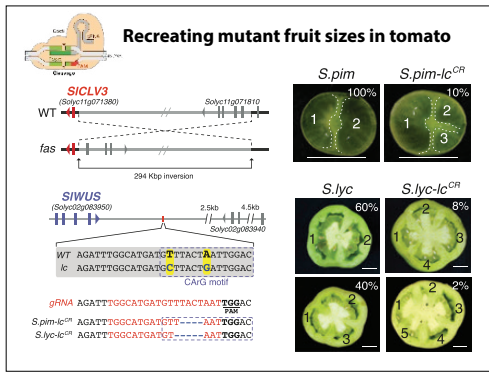 Recreating mutant fruit sizes in tomato
Cleavage
SlCLV3
(Solyc11g071380)
Solyc11g071810
WT
fas
294 Kbp inversion
SlWUS
(Solyc02g083950)
2.5kb
4.5kb
(Solyc02g083940)
WT AGATTTGGCATGATGTTTACTAATTGGAC
lc AGATTTGGCATGATGCTTACTGATTGGAC
CArG motif
gRNA AGATTTGGCATGATGTTTACTAATTGGAC
PAM
S.pim-lcCR AGATTTGGCATGATGTT-----AATTGGAC
S.lyc-lcCR AGATTTGGCATGATGT------AATTGGAC
S.pim
S.pim-lcCR
100%
10%
1 2
1 2
3
S.lyc
S.lyc-lcCR
60%
8%
1 2
1 2 3
4
40%
2%
1 2
3
1 2 3
4 5